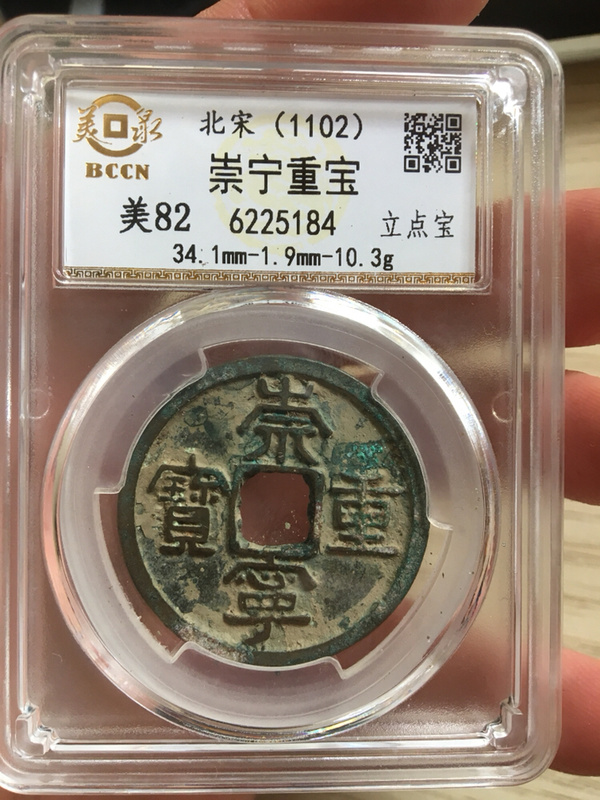 美泉
BCCN
北宋（1102）
崇宁重宝
美82 6225184 立点宝
34.1mm-1.9mm-10.3g
崇
寶 重
寧